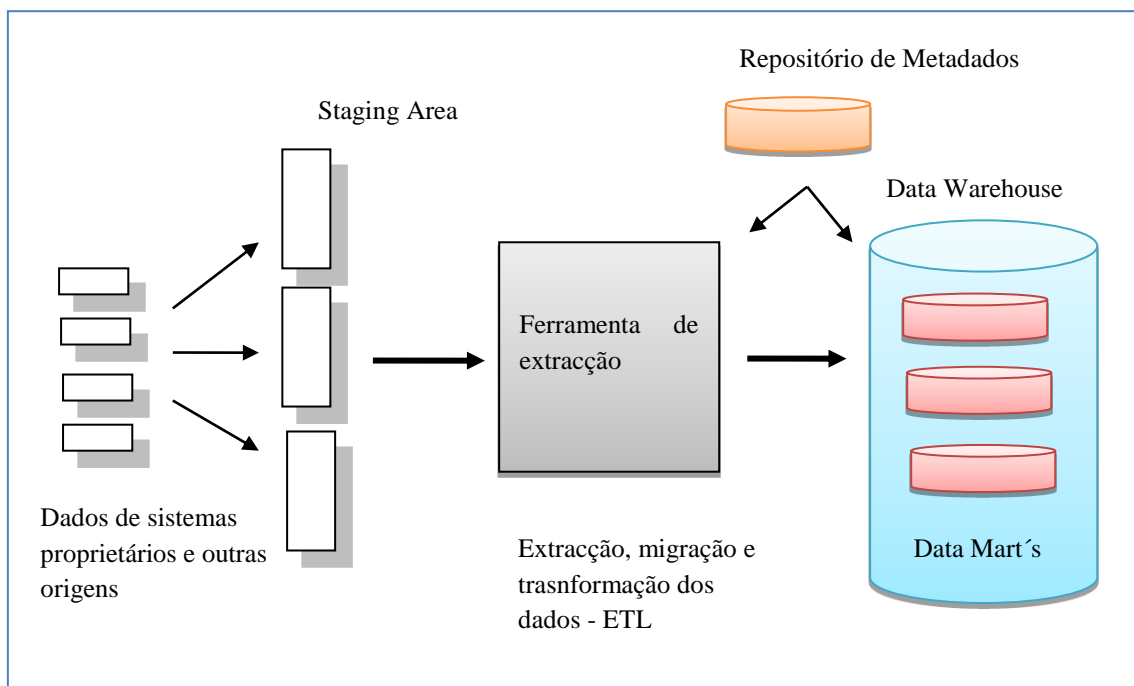 Repositório de Metadados
Staging Area
Data Warehouse
Ferramenta de
extracção
Dados de sistemas
proprietários e outras
origens
Extracção, migração e
trasnformação dos
dados - ETL
Data Mart´s